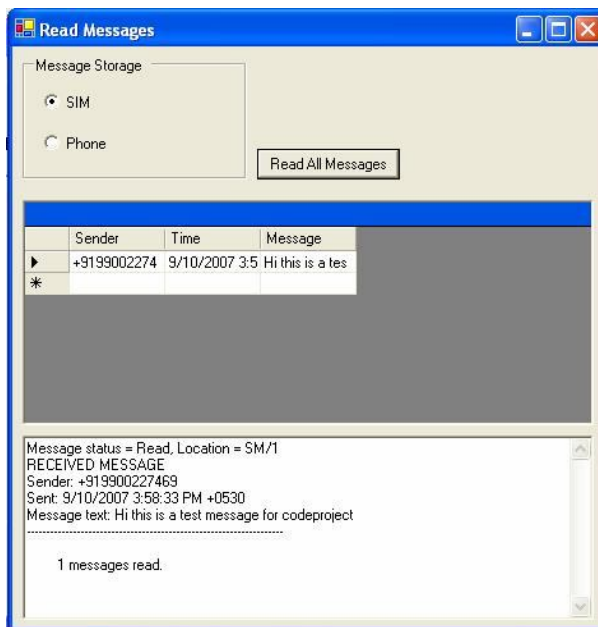 Read Messages
Message Storage
SIM
Phone
Read All Messages
Sender Time Message
+9199002274 9/10/2007 3:5 Hi this is a tes
Message status = Read, Location = SM/1
RECEIVED MESSAGE
Sender: +919900227469
Sent: 9/10/2007 3:58:33 PM +0530
Message text: Hi this is a test message for codeproject
--------------------------------------------------------------------
1 messages read.